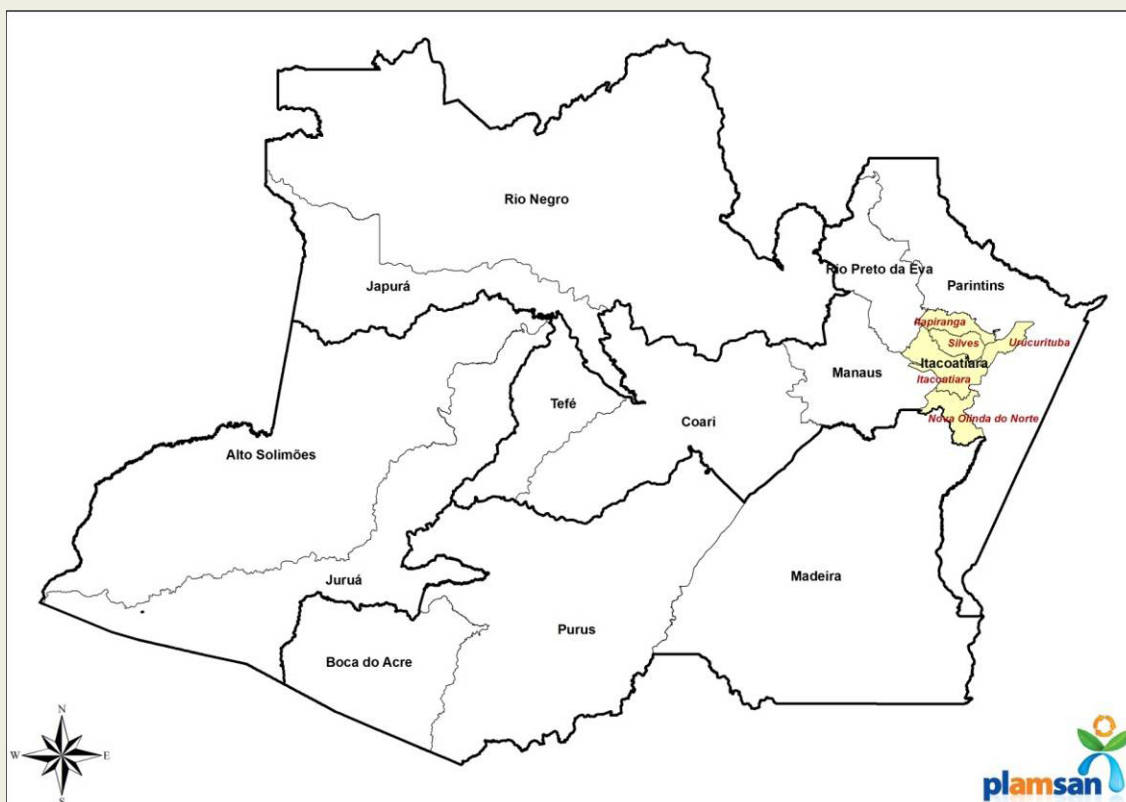 Rio Negro
Rio Preto da Eva
Japurá
Parintins
Itapiranga
Silves
Urucurituba
Itacoatiara
Manaus
Itacoatiara
Tefé
Coari
Nova Olinda do Norte
Alto Solimões
Juruá
Madeira
Purus
Boca do Acre
N
W
E
S
plamsan